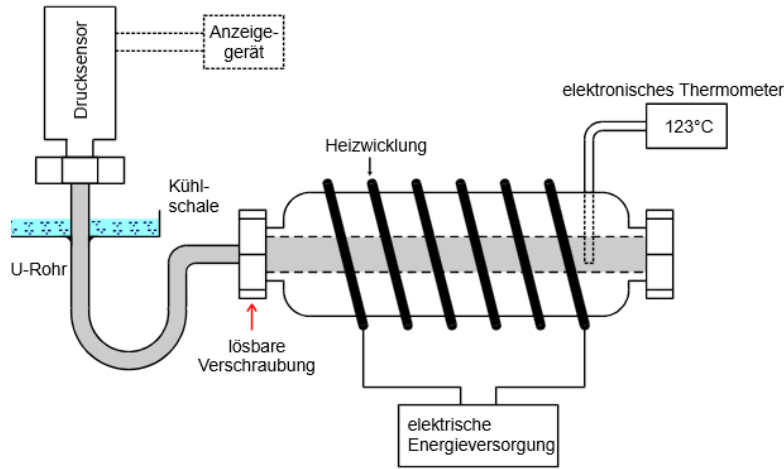 Drucksensor
Anzeige-
gerät
elektronisches Thermometer
123°C
Heizwicklung
Kühl-
schale
U-Rohr
lösbare
Verschraubung
elektrische
Energieversorgung